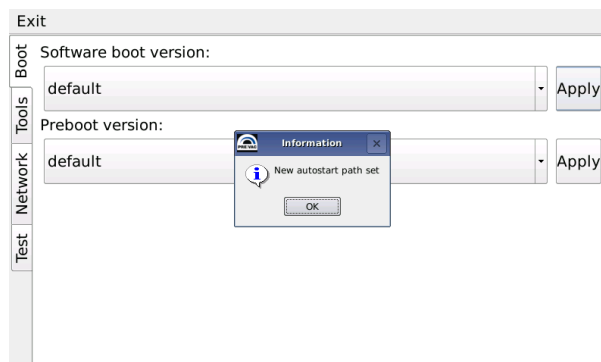 Exit
Boot
Tools
Network
Test
Software boot version:
default
Apply
Preboot version:
default
Apply
PREVAC
Information
New autostart path set
OK